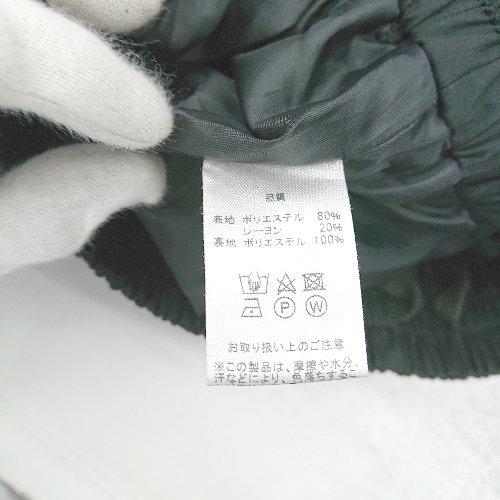 品質
表地 ポリエステル 80%
レーヨン 20%
裏地 ポリエステル 100%
P W
お取り扱い上のご注意
※この製品は、摩擦や水分、
汗などにより、色落ちするこ